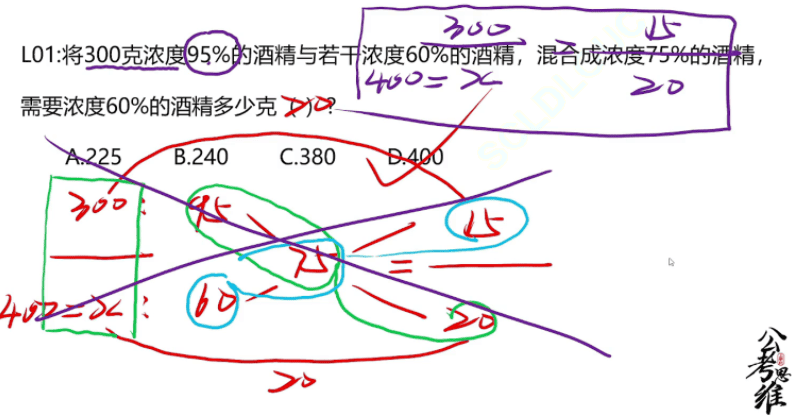 300 15
L01:将300克浓度95%的酒精与若干浓度60%的酒精，混合成浓度75%的酒精，
400=x = 20
需要浓度60%的酒精多少克（ ）？
20
A.225 B.240 C.380 D.400
300: 95 15
75 =
400=x: 60 20
20
公考思维